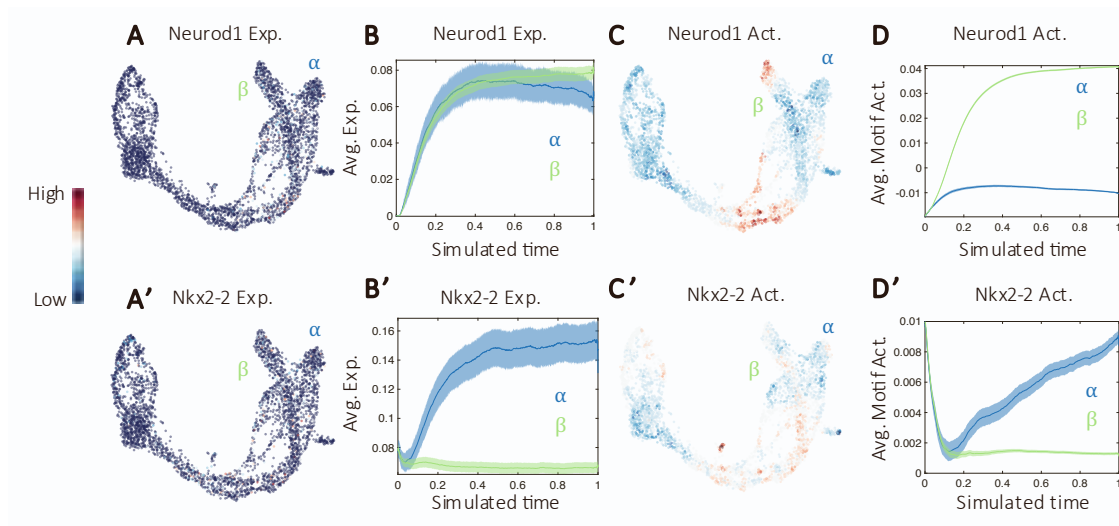 A Neurod1 Exp.
β α
High
Low
B Neurod1 Exp.
Avg. Exp.
0.08
0.06
0.04
0.02
0
α
β
0 0.2 0.4 0.6 0.8 1
Simulated time
C Neurod1 Act.
β α
D Neurod1 Act.
Avg. Motif Act.
0.04
0.03
0.02
0.01
0
-0.01
α
β
0 0.2 0.4 0.6 0.8 1
Simulated time
A′ Nkx2-2 Exp.
β α
B′ Nkx2-2 Exp.
Avg. Exp.
0.16
0.14
0.12
0.1
0.08
α
β
0 0.2 0.4 0.6 0.8 1
Simulated time
C′ Nkx2-2 Act.
β α
D′ Nkx2-2 Act.
Avg. Motif Act.
0.01
0.008
0.006
0.004
0.002
0
α
β
0 0.2 0.4 0.6 0.8 1
Simulated time